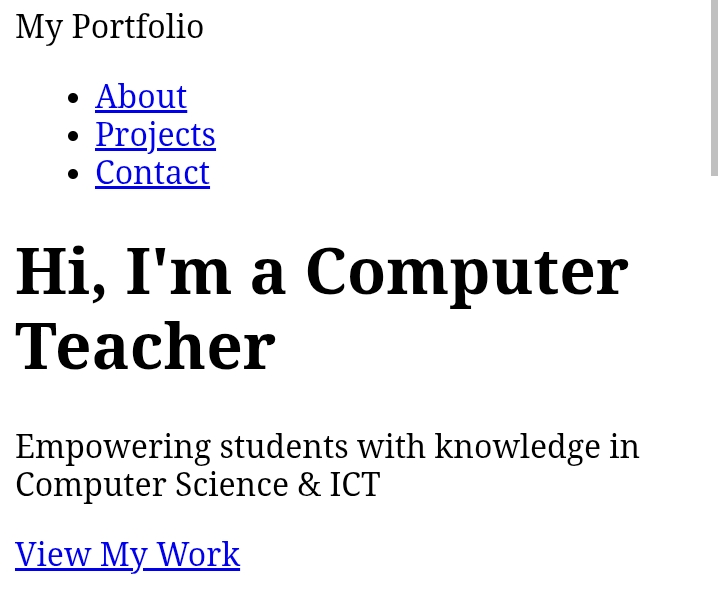 My Portfolio
About
Projects
Contact
Hi, I'm a Computer
Teacher
Empowering students with knowledge in
Computer Science & ICT
View My Work